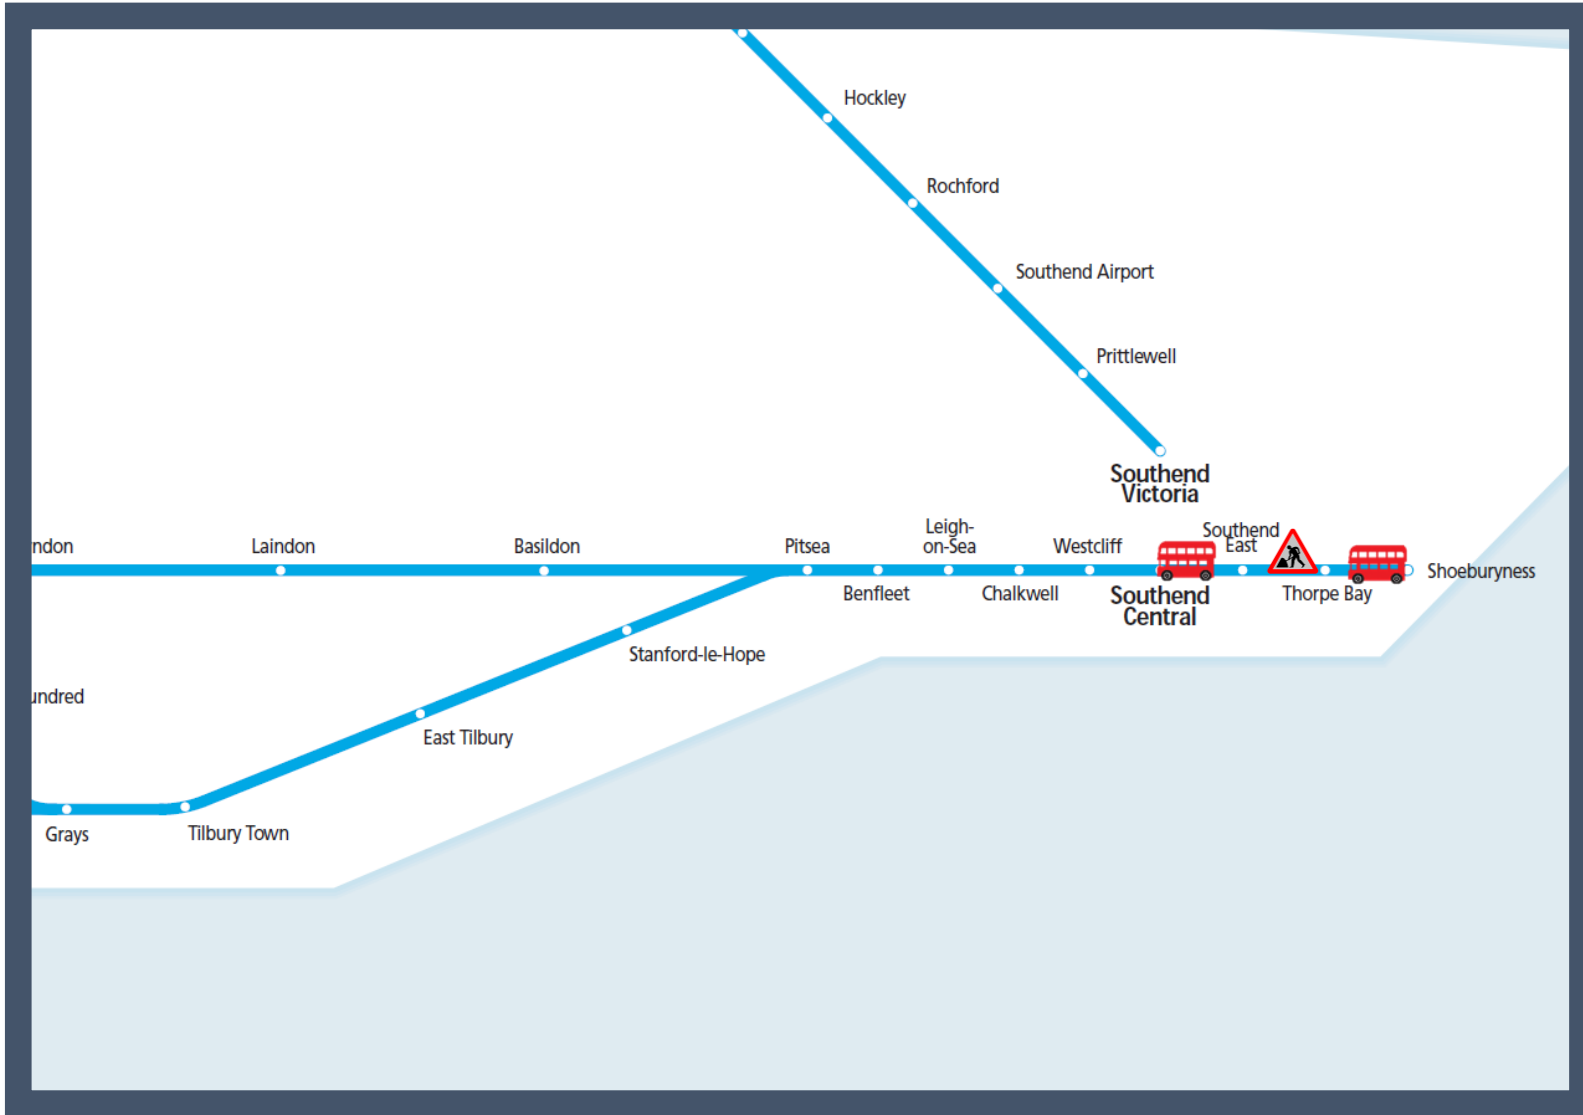 Hockley
Rochford
Southend Airport
Prittlewell
Southend
Victoria
ndon
Laindon
Basildon
Pitsea
Leigh-
on-Sea
Westcliff
Southend
East
Benfleet
Chalkwell
Southend
Central
Thorpe Bay
Shoeburyness
Stanford-le-Hope
undred
East Tilbury
Grays
Tilbury Town